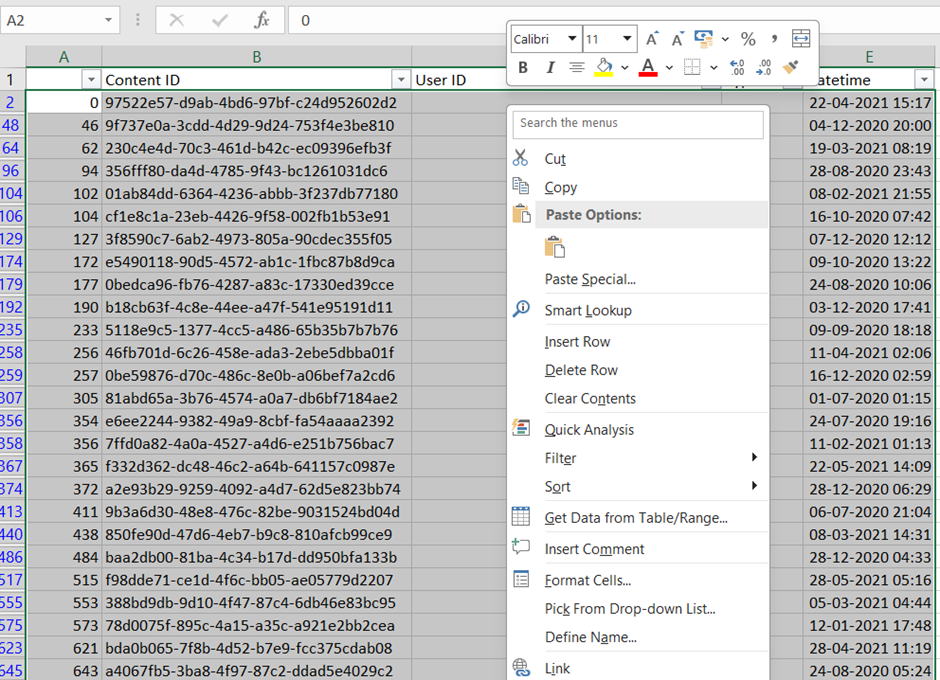 A2 fx 0
Calibri 11 A A % ,
B I A .00 .00
A B E
1 Content ID User ID
2 0 97522e57-d9ab-4bd6-97bf-c24d952602d2 22-04-2021 15:17
48 46 9f737e0a-3cdd-4d29-9d24-753f4e3be810 04-12-2020 20:00
64 62 230c4e4d-70c3-461d-b42c-ec09396efb3f 19-03-2021 08:19
96 94 356fff80-da4d-4785-9f43-bc1261031dc6 28-08-2020 23:43
104 102 01ab84dd-6364-4236-abbb-3f237db77180 08-02-2021 21:55
106 104 cf1e8c1a-23eb-4426-9f58-002fb1b53e91 16-10-2020 07:42
129 127 3f8590c7-6ab2-4973-805a-90cdec355f05 07-12-2020 12:12
174 172 e5490118-90d5-4572-ab1c-1fbc87b8d9ca 09-10-2020 13:22
179 177 0bedca96-fb76-4287-a83c-17330ed39cce 24-08-2020 10:06
192 190 b18cb63f-4c8e-44ee-a47f-541e95191d11 03-12-2020 17:41
235 233 5118e9c5-1377-4cc5-a486-65b35b7b7b76 09-09-2020 18:18
258 256 46fb701d-6c26-458e-ada3-2ebe5dbba01f 11-04-2021 02:06
259 257 0be59876-d70c-486c-8e0b-a06bef7a2cd6 16-12-2020 02:59
307 305 81abd65a-3b76-4574-a0a7-db6bf7184ae2 01-07-2020 01:15
356 354 e6ee2244-9382-49a9-8cbf-fa54aaaa2392 24-07-2020 19:16
358 356 7ffd0a82-4a0a-4527-a4d6-e251b756bac7 11-02-2021 01:13
367 365 f332d362-dc48-46c2-a64b-641157c0987e 22-05-2021 14:09
374 372 a2e93b29-9259-4092-a4d7-62d5e823bb74 28-12-2020 06:29
413 411 9b3a6d30-48e8-476c-82be-9031524bd04d 06-07-2020 21:04
440 438 850fe90d-47d6-4eb7-b9c8-810afcb99ce9 08-03-2021 14:31
486 484 baa2db00-81ba-4c34-b17d-dd950bfa133b 28-12-2020 04:33
517 515 f98dde71-ce1d-4f6c-bb05-ae05779d2207 28-05-2021 05:16
555 553 388bd9db-9d10-4f47-87c4-6db46e83bc95 05-03-2021 04:44
575 573 78d0075f-895c-4a15-a35c-a921e2bb2cea 12-01-2021 17:48
623 621 bda0b065-7f8b-4d52-b7e9-fcc375cdab08 28-04-2021 11:19
645 643 a4067fb5-3ba8-4f97-87c2-ddad5e4029c2 24-08-2020 05:24
Search the menus
Cut
Copy
Paste Options:
Paste Special...
Smart Lookup
Insert Row
Delete Row
Clear Contents
Quick Analysis
Filter
Sort
Get Data from Table/Range...
Insert Comment
Format Cells...
Pick From Drop-down List...
Define Name...
Link